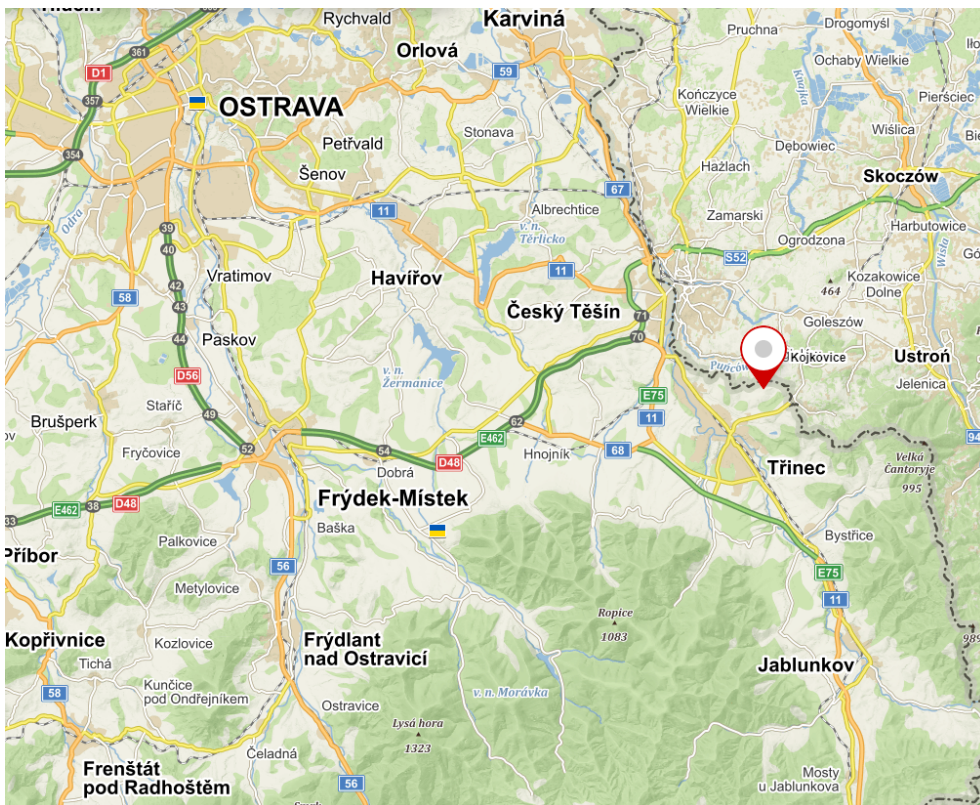 Rychvald
Karviná
Drogomyśl
Pruchna
Ochaby Wielkie
361
Orlová
D1
59
Knajka
357
OSTRAVA
Kończyce
Wielkie
Pierściec
Stonava
Wiślica
354
Petřvald
Dębowiec
Šenov
Hażlach
Skoczów
67
11
Albrechtice
Zamarski
Odra
39
v. n.
Těrlicko
Harbutowice
40
Ogrodzona
Wisła
S52
Vratimov
Havířov
11
Kozakowice
Dolne
42
58
43
464
Český Těšín
71
Goleszów
44
Paskov
70
Kojkovice
Ustroń
v. n.
Žermanice
D56
Jelenica
E75
Staříč
49
Brušperk
62
11
E462
94
52
54
Fryčovice
Hnojník
68
D48
Dobrá
Třinec
Velká
Čantoryje
995
Frýdek-Místek
E462
D48
38
33
Baška
Palkovice
Bystřice
Příbor
56
E75
Metylovice
11
Ropice
1083
Kopřivnice
Kozlovice
Frýdlant
nad Ostravicí
989
Tichá
Jablunkov
Kunčice
pod Ondřejníkem
58
v. n. Morávka
Ostravice
Lysá hora
1323
Čeladná
Frenštát
pod Radhoštěm
56
Mosty
u Jablunkova